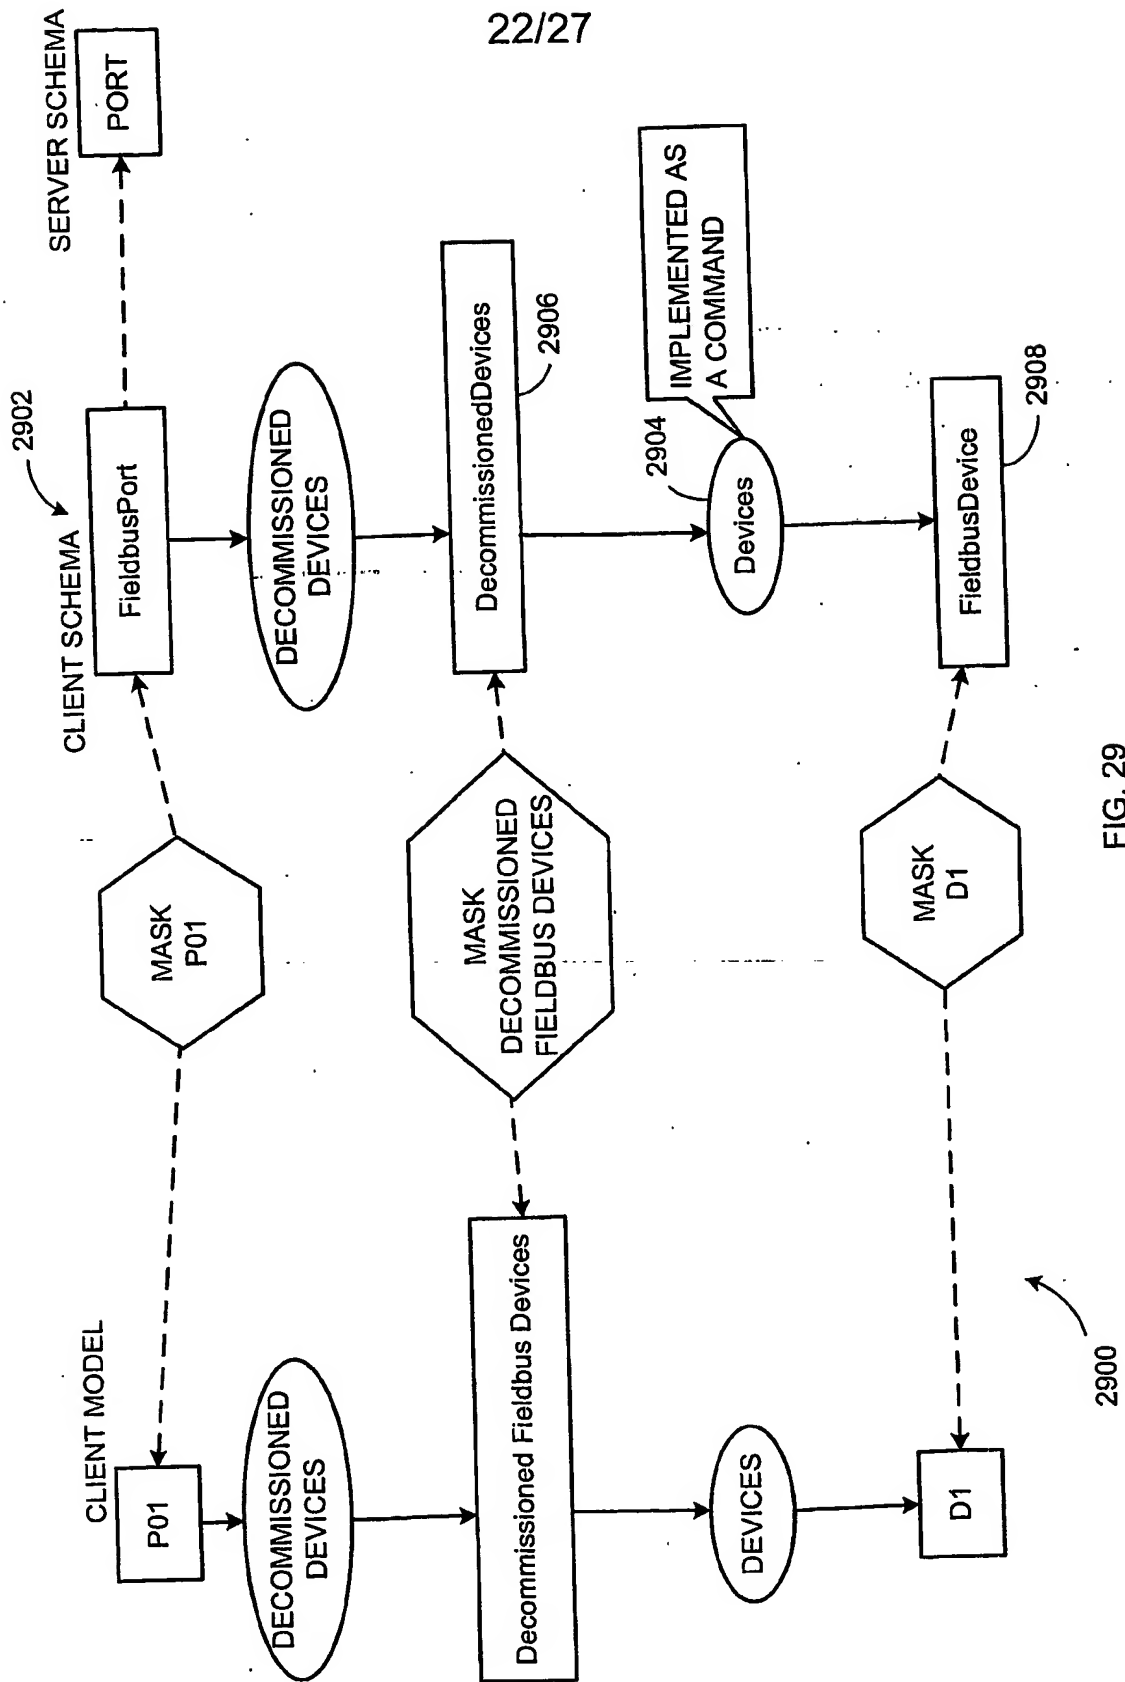 22/27
CLIENT MODEL
CLIENT SCHEMA
2902
SERVER SCHEMA
P01
MASK
P01
FieldbusPort
PORT
DECOMMISSIONED
DEVICES
DECOMMISSIONED
DEVICES
Decommissioned Fieldbus Devices
MASK
DECOMMISSIONED
FIELDBUS DEVICES
DecommissionedDevices
2906
DEVICES
Devices
2904
IMPLEMENTED AS
A COMMAND
D1
MASK
D1
FieldbusDevice
2908
2900
FIG. 29